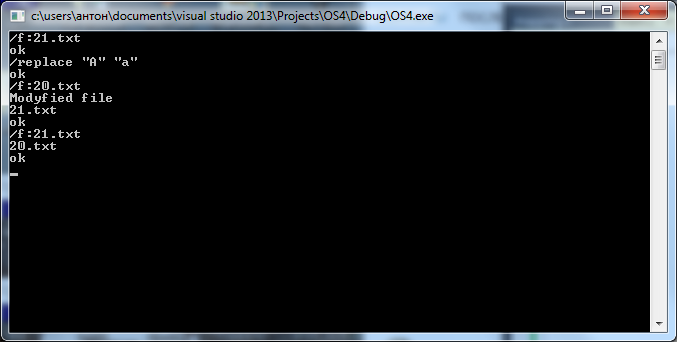 c:\users\антон\documents\visual studio 2013\Projects\OS4\Debug\OS4.exe
/f:21.txt
ok
/replace "A" "a"
ok
/f:20.txt
Modyfied file
21.txt
ok
/f:21.txt
20.txt
ok